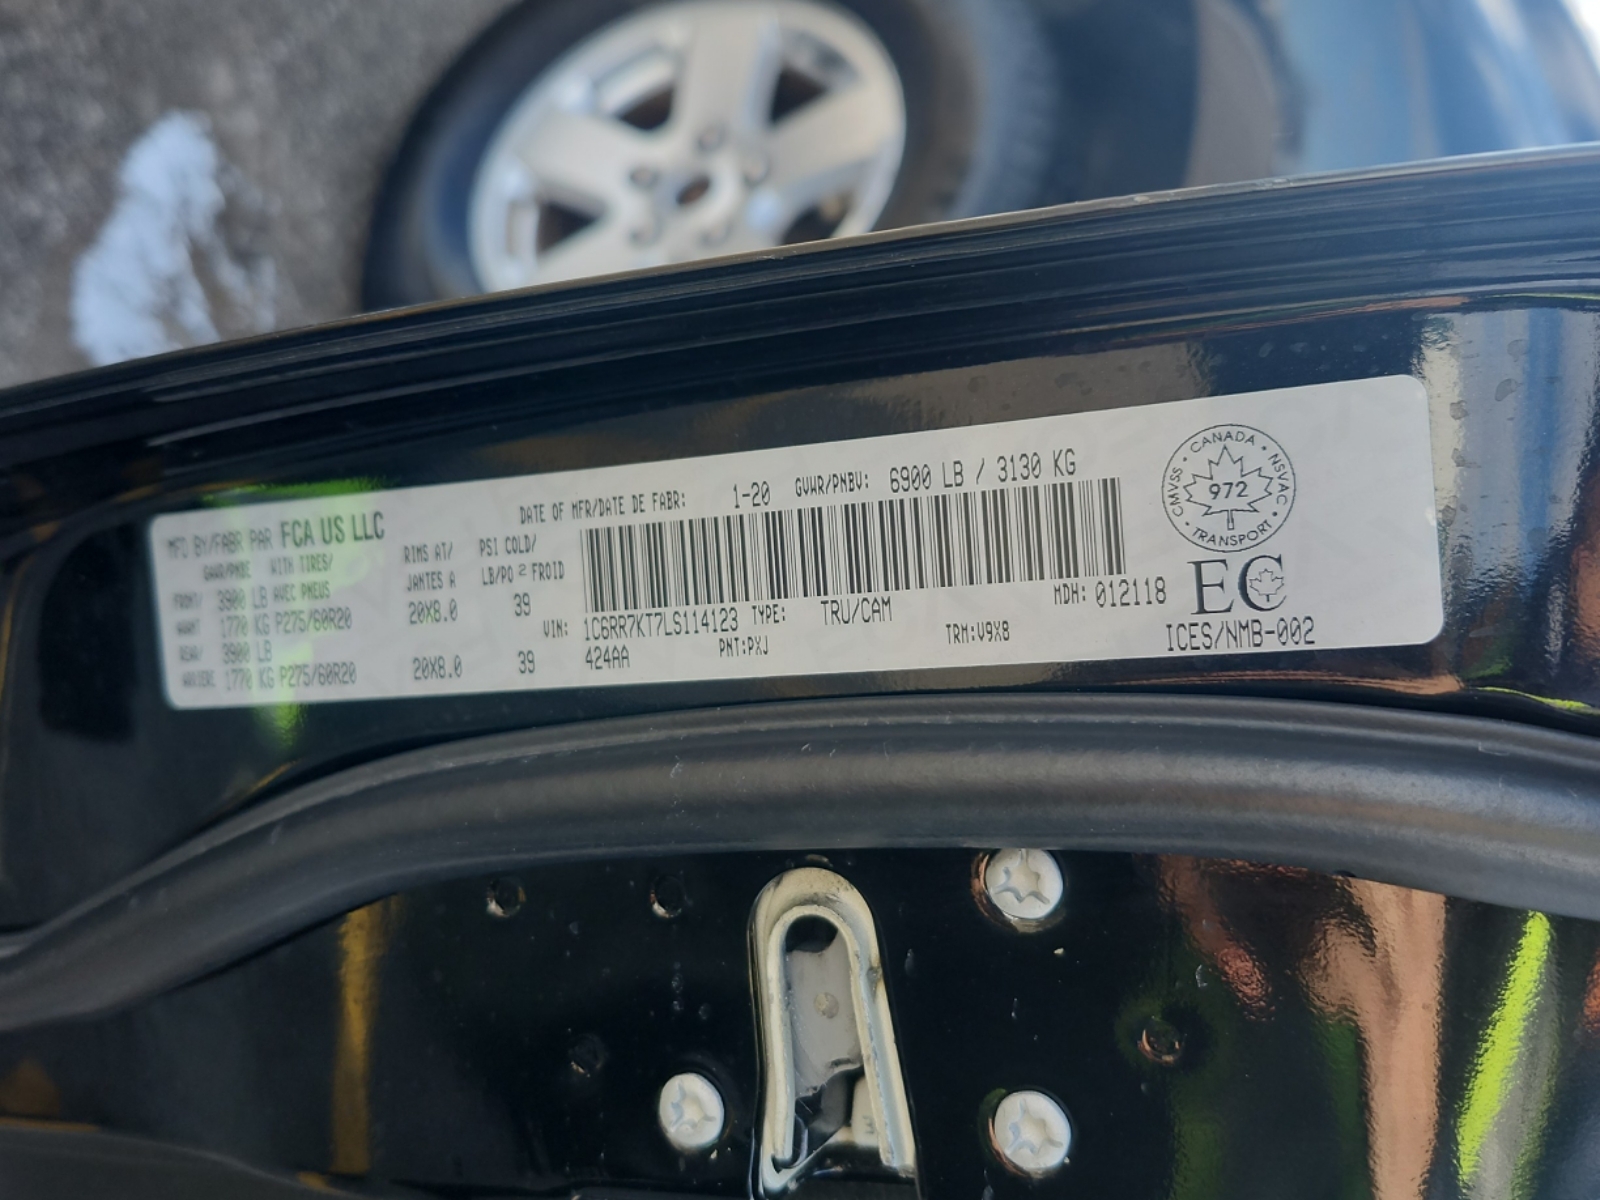 MFD BY/FABR PAR FCA US LLC
DATE OF MFR/DATE DE FABR: 1-20 GVWR/PNBV: 6900 LB / 3130 KG
GAWR/PNBE WITH TIRES/ RIMS AT/ PSI COLD/
AVEC PNEUS JANTES A LB/PO² FROID
FRONT/ 3900 LB
AVANT 1770 KG P275/60R20 20X8.0 39
REAR/ 3900 LB
ARRIERE 1770 KG P275/60R20 20X8.0 39
VIN: 1C6RR7KT7LS114123 TYPE: TRU/CAM MDH: 012118
424AA PNT:PXJ TRM:V9X8
CANADA
CMVSS NSVAC
972
TRANSPORT
EC
ICES/NMB-002